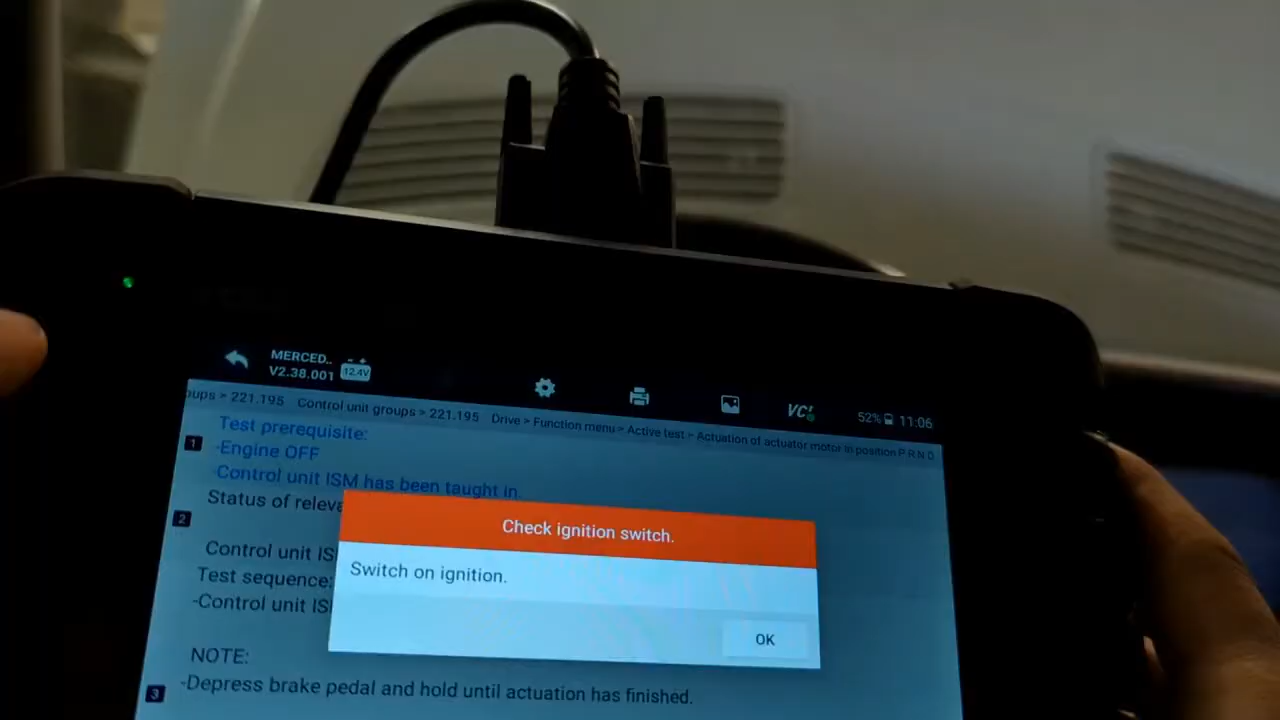 MERCED..
V2.38.001
12.4V
VC!
52% 11:06
oups > 221.195 Control unit groups > 221.195 Drive > Function menu > Active test > Actuation of actuator motor in position P R N D
1
Test prerequisite:
-Engine OFF
-Control unit ISM has been taught in.
Status of releva
2
Control unit IS
Test sequence:
-Control unit IS
Check ignition switch.
Switch on ignition.
OK
NOTE:
3
-Depress brake pedal and hold until actuation has finished.